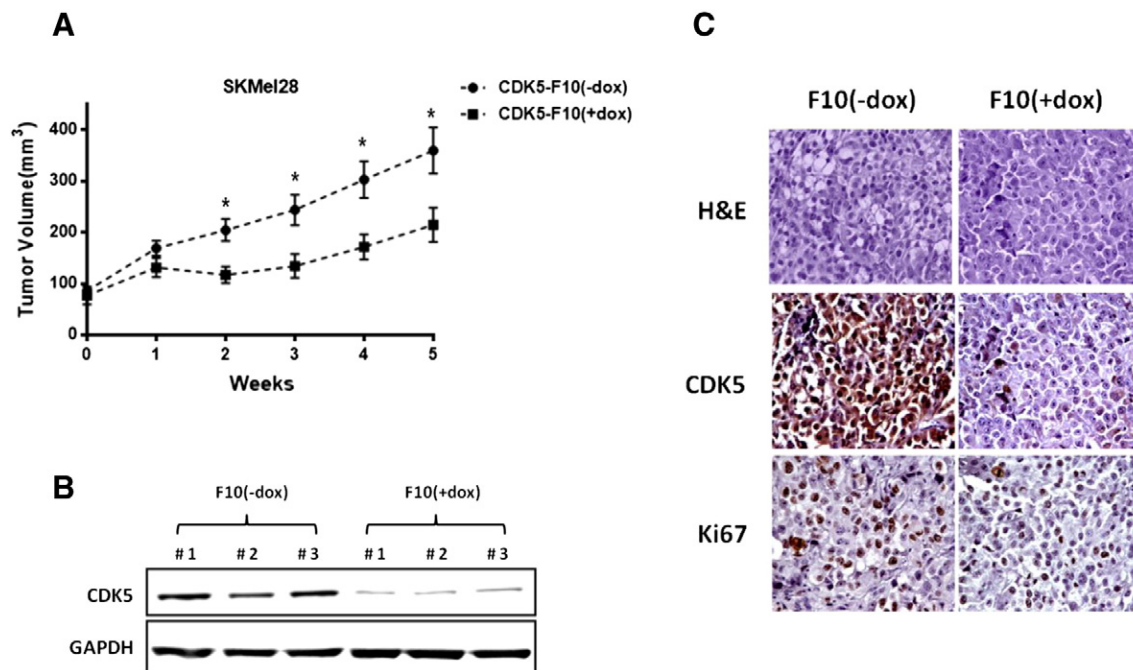 A
SKMel28
CDK5-F10(-dox)
CDK5-F10(+dox)
Tumor Volume(mm³)
400
300
200
100
0
* * * *
0 1 2 3 4 5
Weeks
B
F10(-dox) F10(+dox)
# 1 # 2 # 3 # 1 # 2 # 3
CDK5
GAPDH
C
F10(-dox) F10(+dox)
H&E
CDK5
Ki67